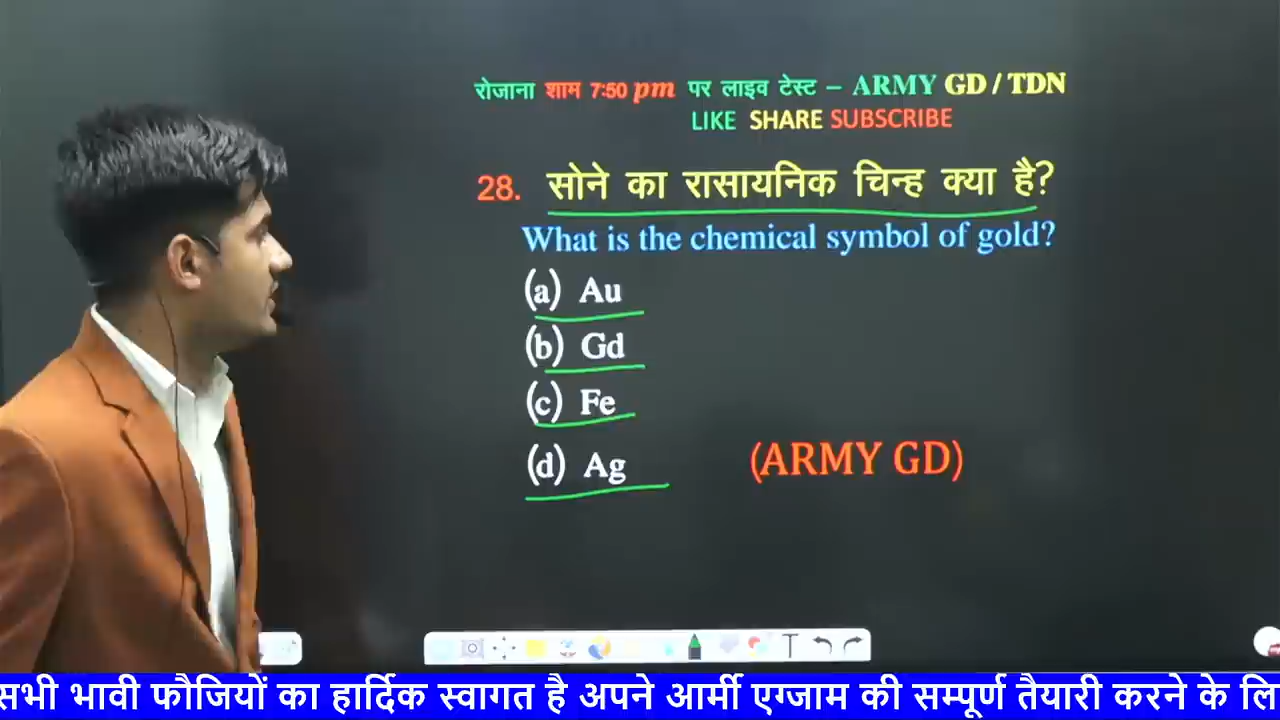 रोजाना शाम 7:50 pm पर लाइव टेस्ट – ARMY GD / TDN
LIKE SHARE SUBSCRIBE
28. सोने का रासायनिक चिन्ह क्या है?
What is the chemical symbol of gold?
(a) Au
(b) Gd
(c) Fe
(d) Ag (ARMY GD)
सभी भावी फौजियों का हार्दिक स्वागत है अपने आर्मी एग्जाम की सम्पूर्ण तैयारी करने के लि